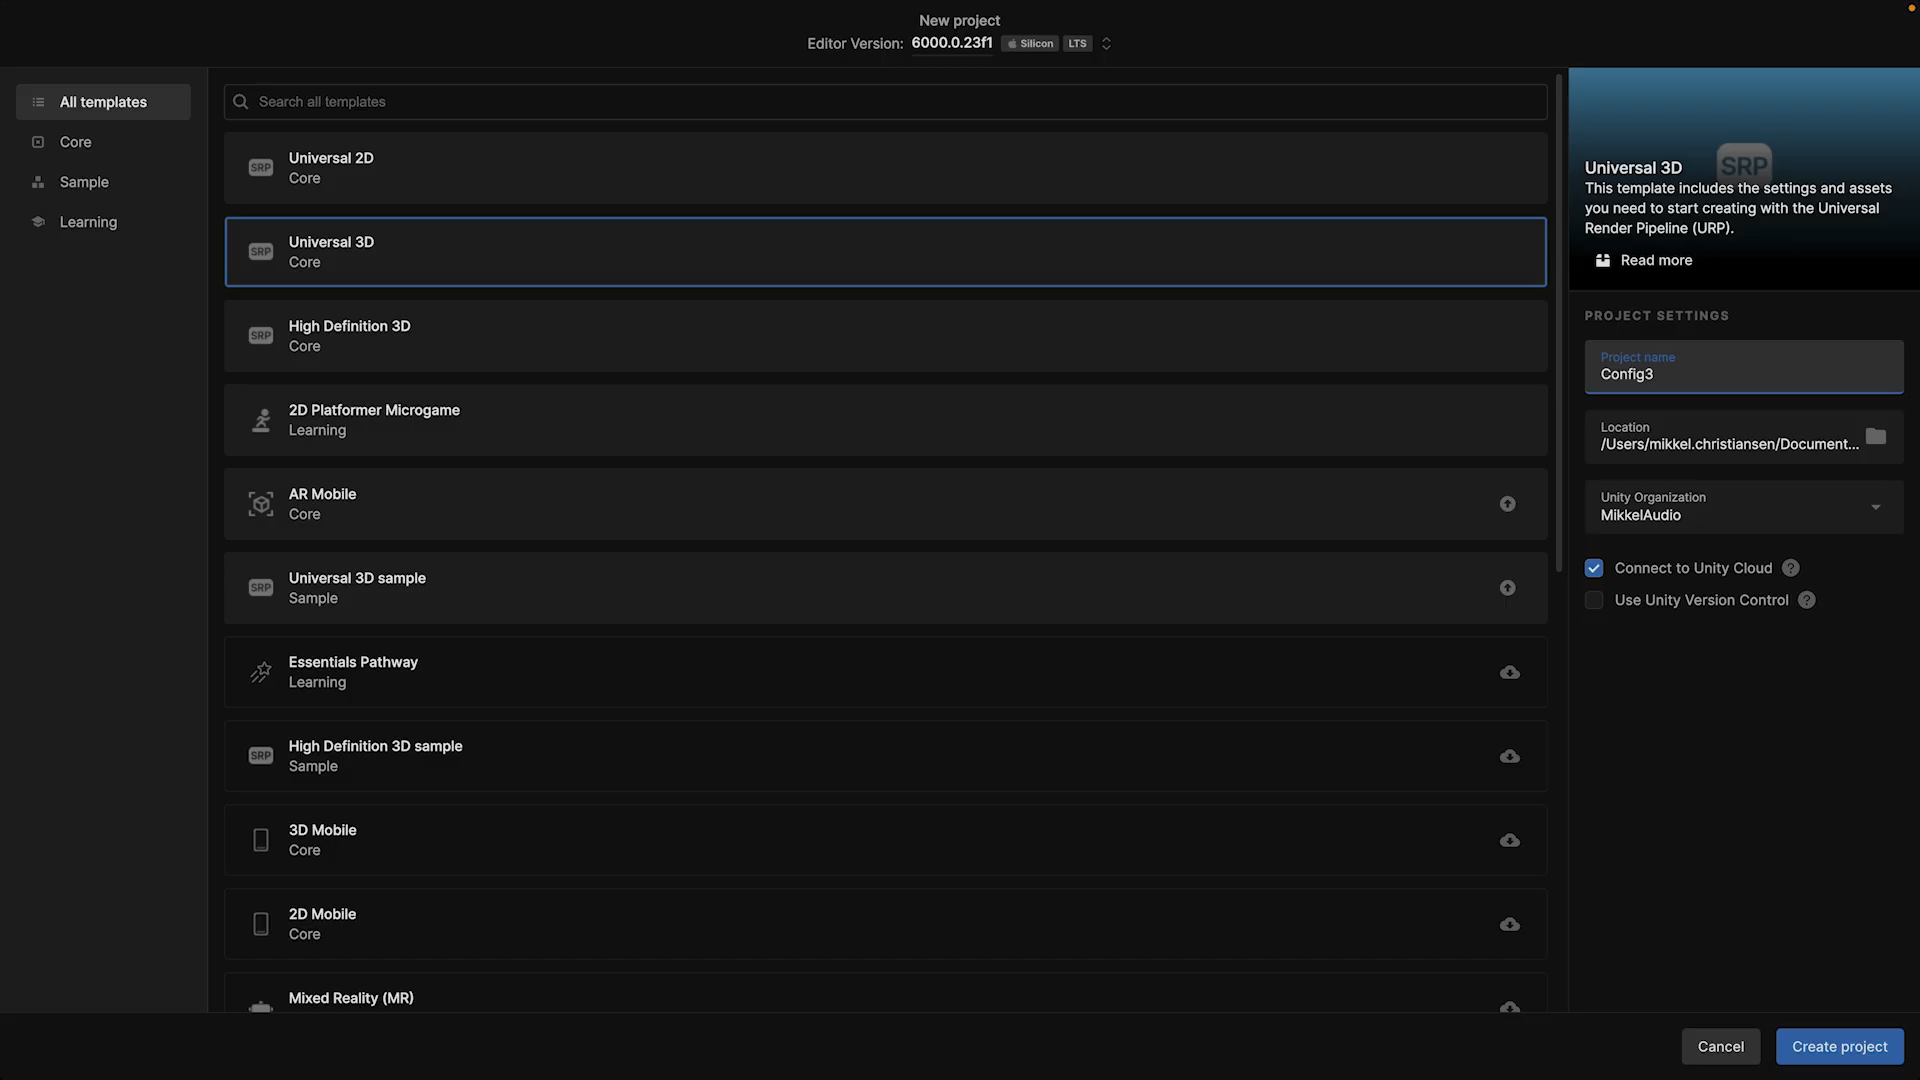 New project
Editor Version: 6000.0.23f1 Silicon LTS
All templates
Core
Sample
Learning
Search all templates
SRP
Universal 2D
Core
SRP
Universal 3D
Core
SRP
High Definition 3D
Core
2D Platformer Microgame
Learning
AR Mobile
Core
SRP
Universal 3D sample
Sample
Essentials Pathway
Learning
SRP
High Definition 3D sample
Sample
3D Mobile
Core
2D Mobile
Core
Mixed Reality (MR)
SRP
Universal 3D
This template includes the settings and assets
you need to start creating with the Universal
Render Pipeline (URP).
Read more
PROJECT SETTINGS
Project name
Config3
Location
/Users/mikkel.christiansen/Document...
Unity Organization
MikkelAudio
Connect to Unity Cloud ?
Use Unity Version Control ?
Cancel
Create project